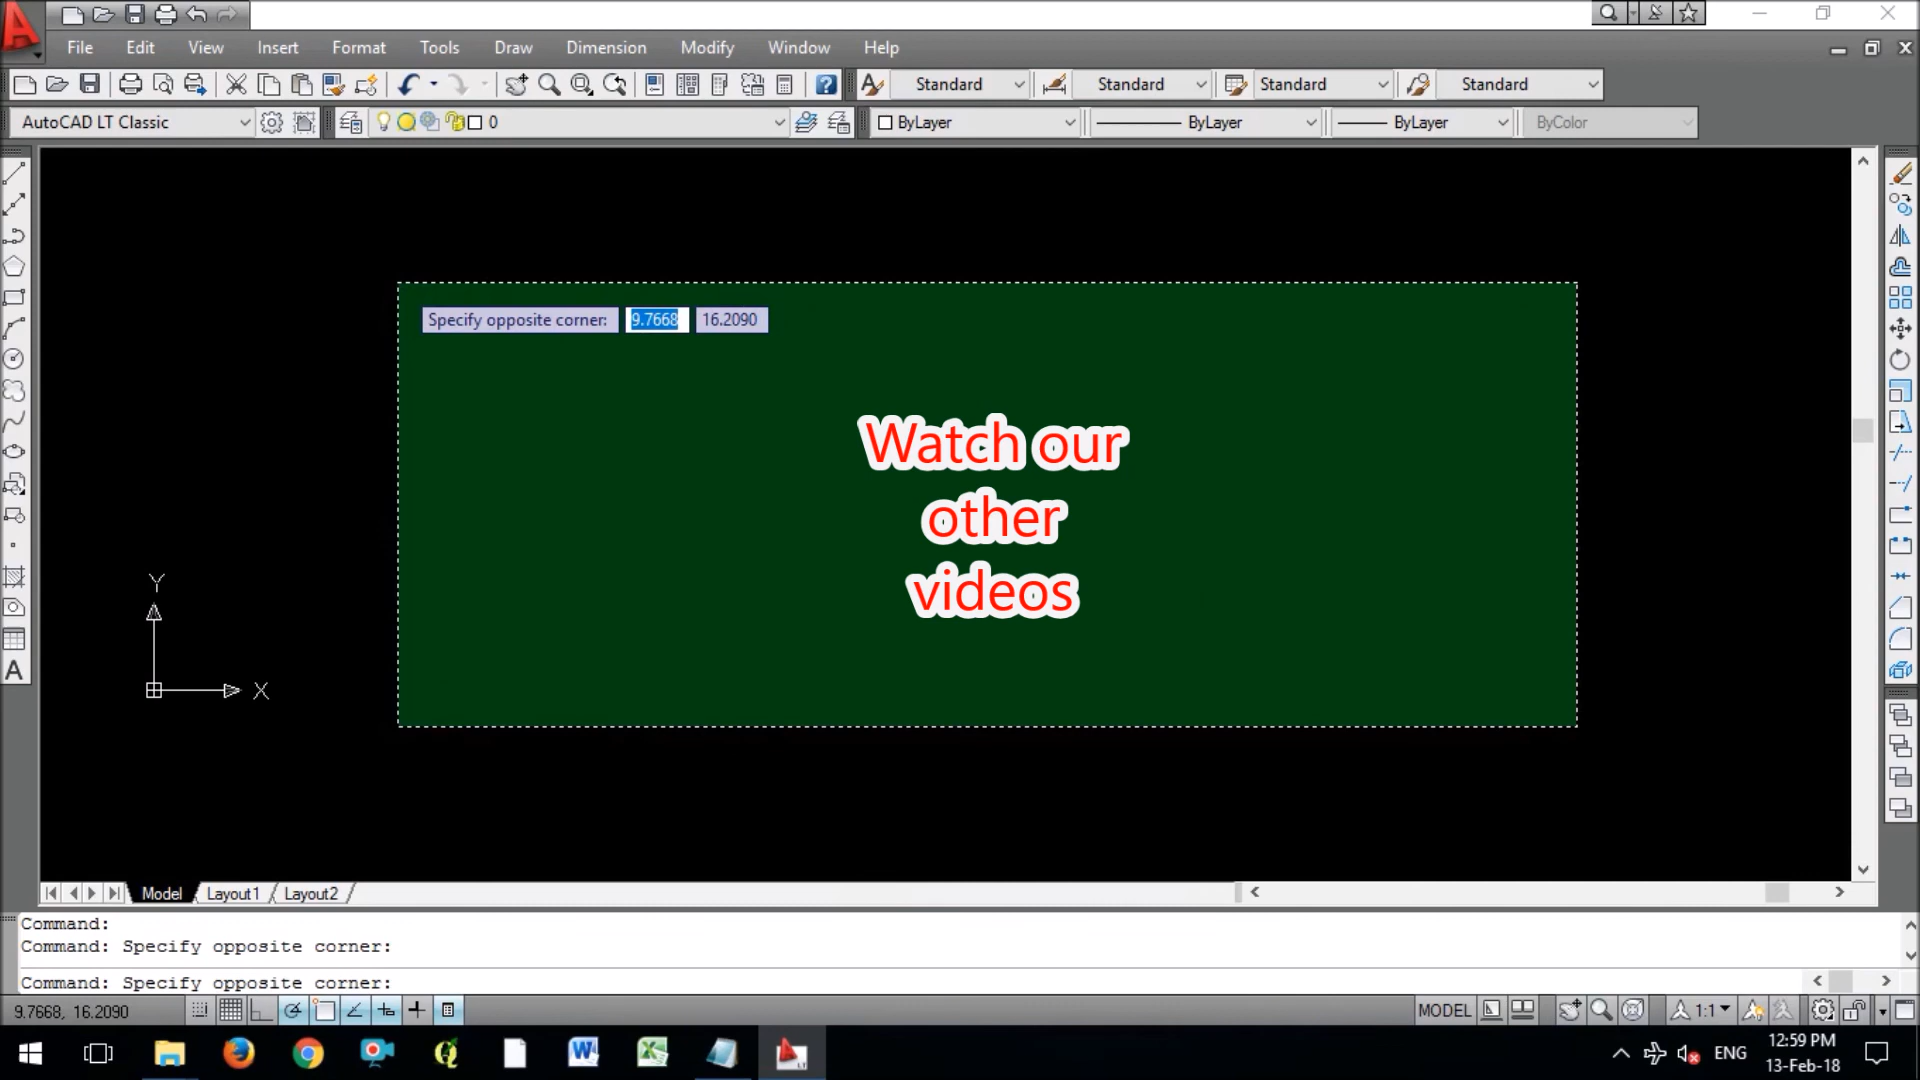 File Edit View Insert Format Tools Draw Dimension Modify Window Help
Standard Standard Standard Standard
AutoCAD LT Classic 0 ByLayer ByLayer ByLayer ByColor
Specify opposite corner: 9.7668 16.2090
Watch our
other
videos
Y
X
A
Model Layout1 Layout2
Command:
Command: Specify opposite corner:
Command: Specify opposite corner:
9.7668, 16.2090 MODEL 1:1
12:59 PM
ENG
13-Feb-18